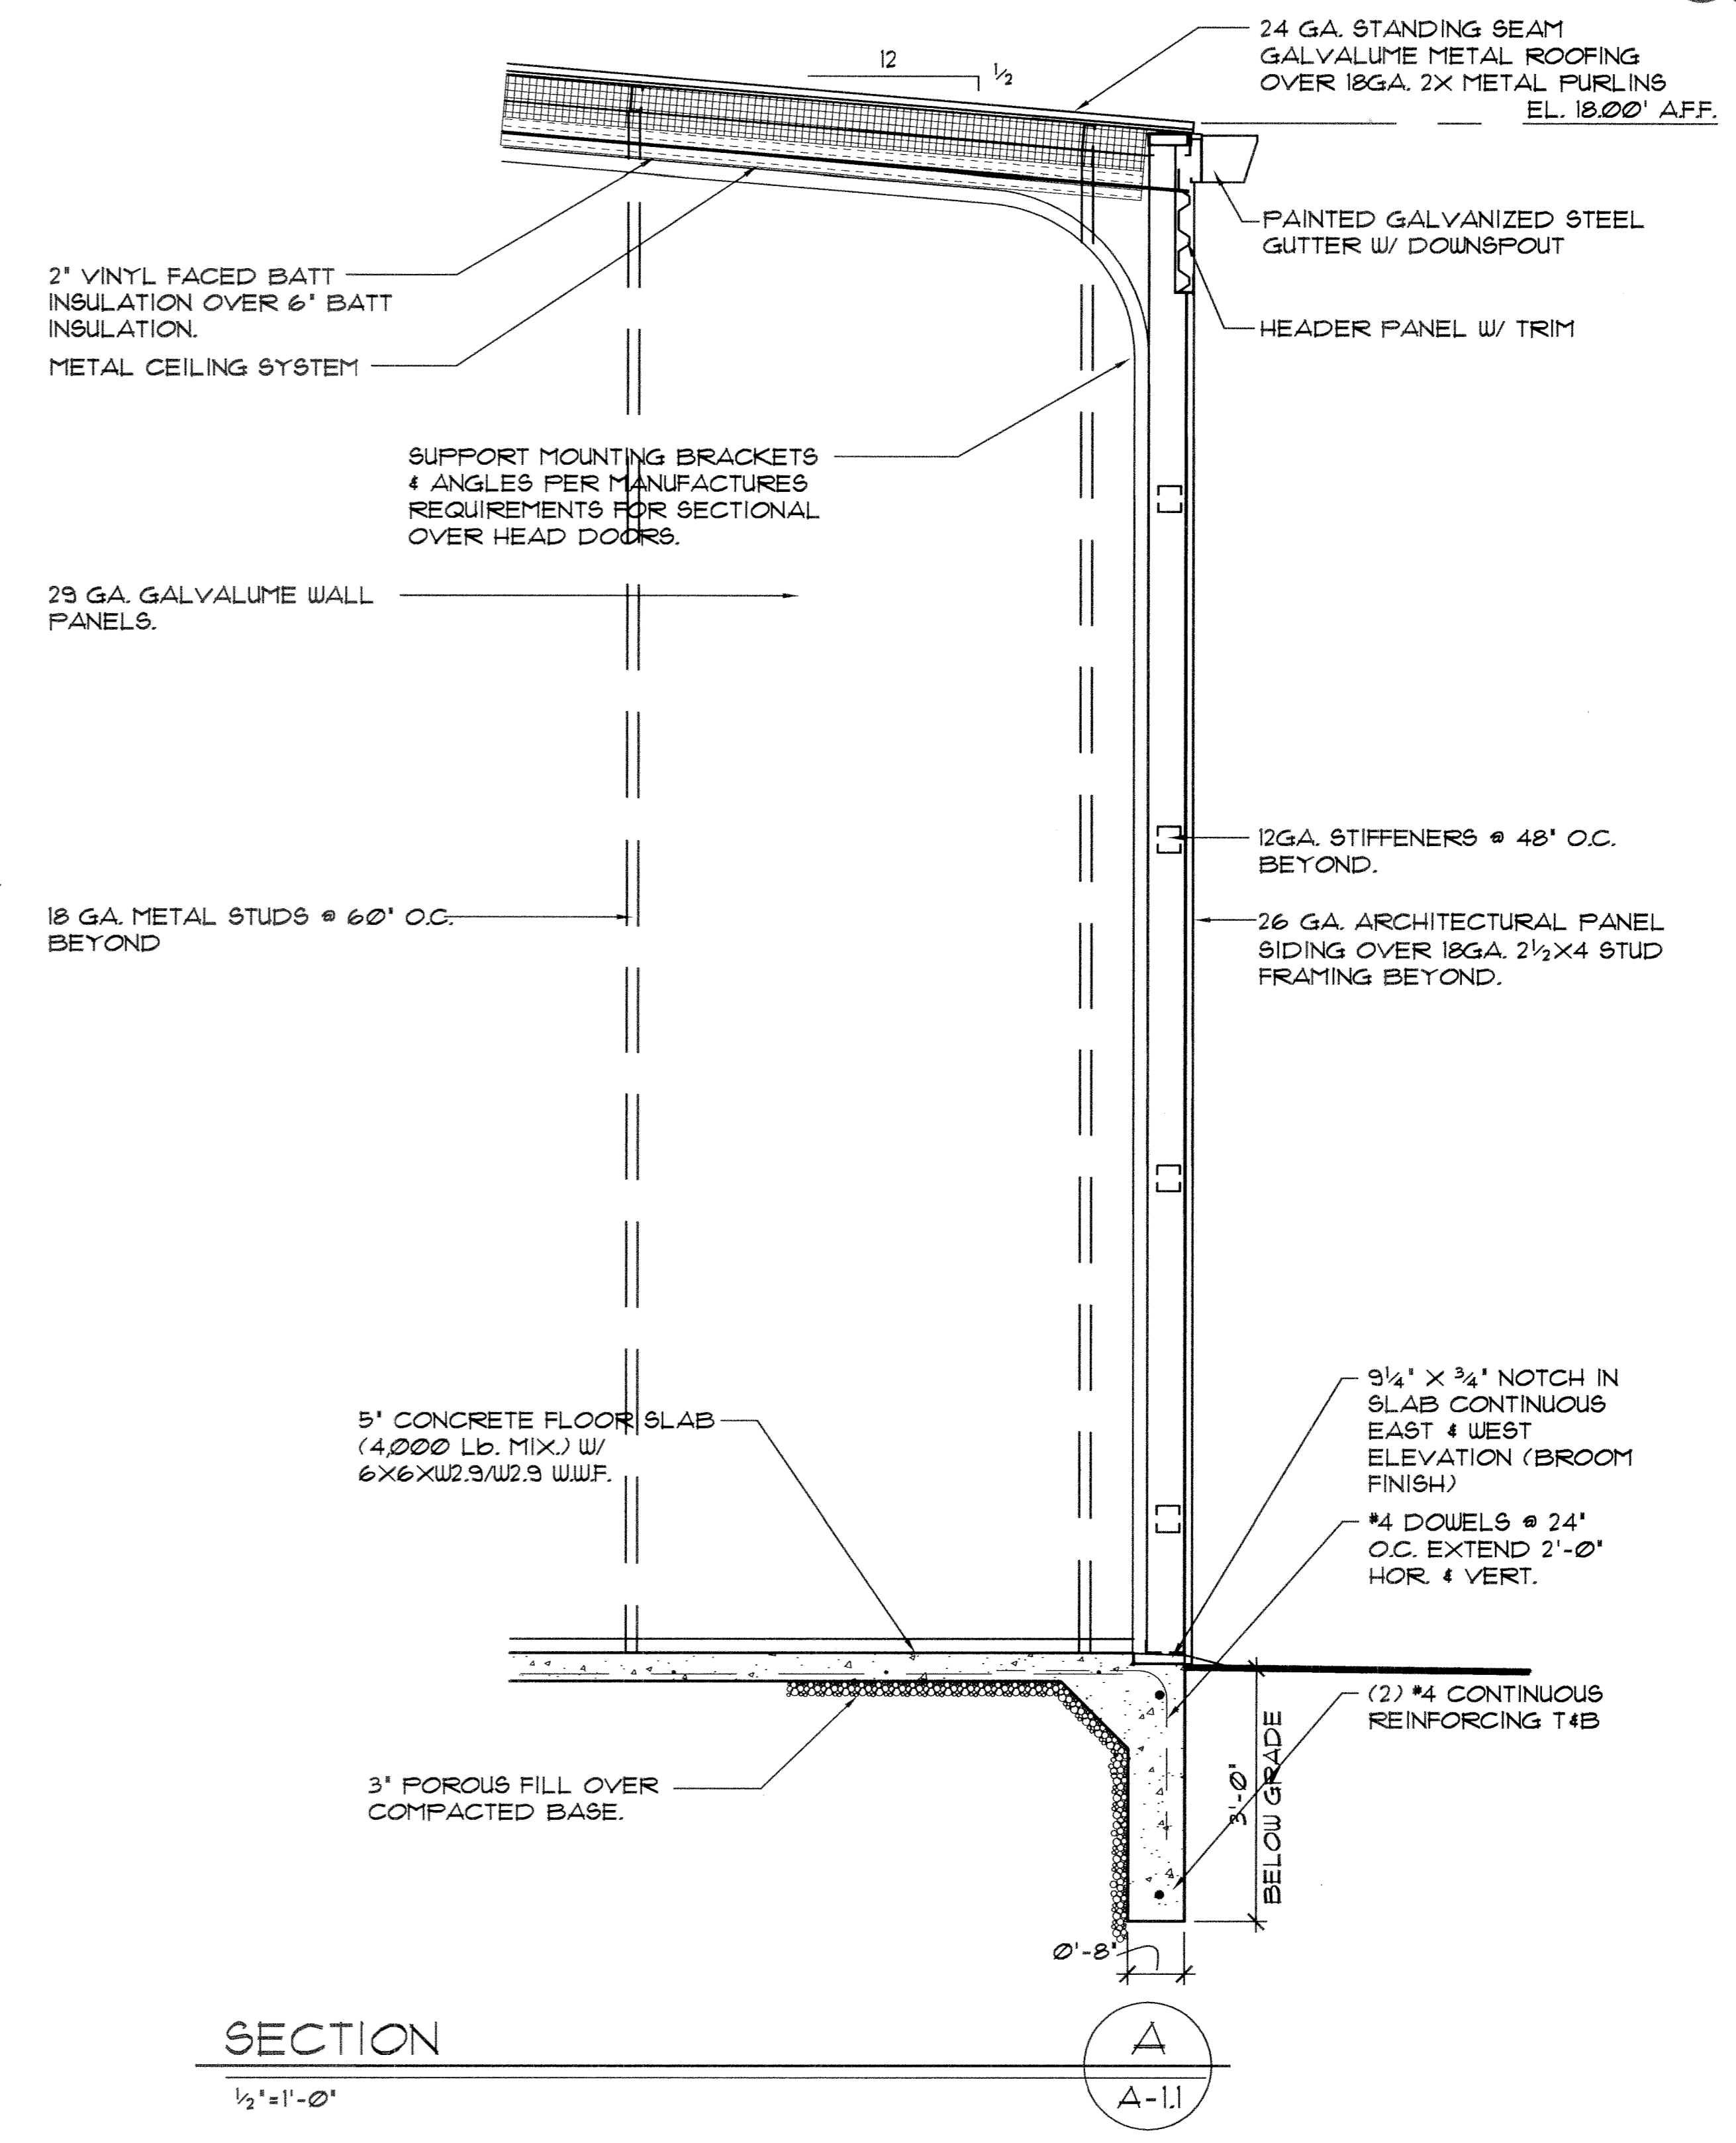 24 GA. STANDING SEAM
GALVALUME METAL ROOFING
OVER 18GA. 2X METAL PURLINS
EL. 18.00' A.F.F.
12
1/2
PAINTED GALVANIZED STEEL
GUTTER W/ DOWNSPOUT
HEADER PANEL W/ TRIM
2" VINYL FACED BATT
INSULATION OVER 6" BATT
INSULATION.
METAL CEILING SYSTEM
SUPPORT MOUNTING BRACKETS
& ANGLES PER MANUFACTURES
REQUIREMENTS FOR SECTIONAL
OVER HEAD DOORS.
29 GA. GALVALUME WALL
PANELS.
12GA. STIFFENERS @ 48" O.C.
BEYOND.
18 GA. METAL STUDS @ 60" O.C.
BEYOND
26 GA. ARCHITECTURAL PANEL
SIDING OVER 18GA. 2 1/2X4 STUD
FRAMING BEYOND.
9 1/4" X 3/4" NOTCH IN
SLAB CONTINUOUS
EAST & WEST
ELEVATION (BROOM
FINISH)
5" CONCRETE FLOOR SLAB
(4,000 Lb. MIX.) W/
6X6XW2.9/W2.9 W.W.F.
#4 DOWELS @ 24"
O.C. EXTEND 2'-0"
HOR. & VERT.
(2) #4 CONTINUOUS
REINFORCING T&B
3'-0"
BELOW GRADE
3" POROUS FILL OVER
COMPACTED BASE.
0'-8"
SECTION
1/2"=1'-0"
A
A-1.1